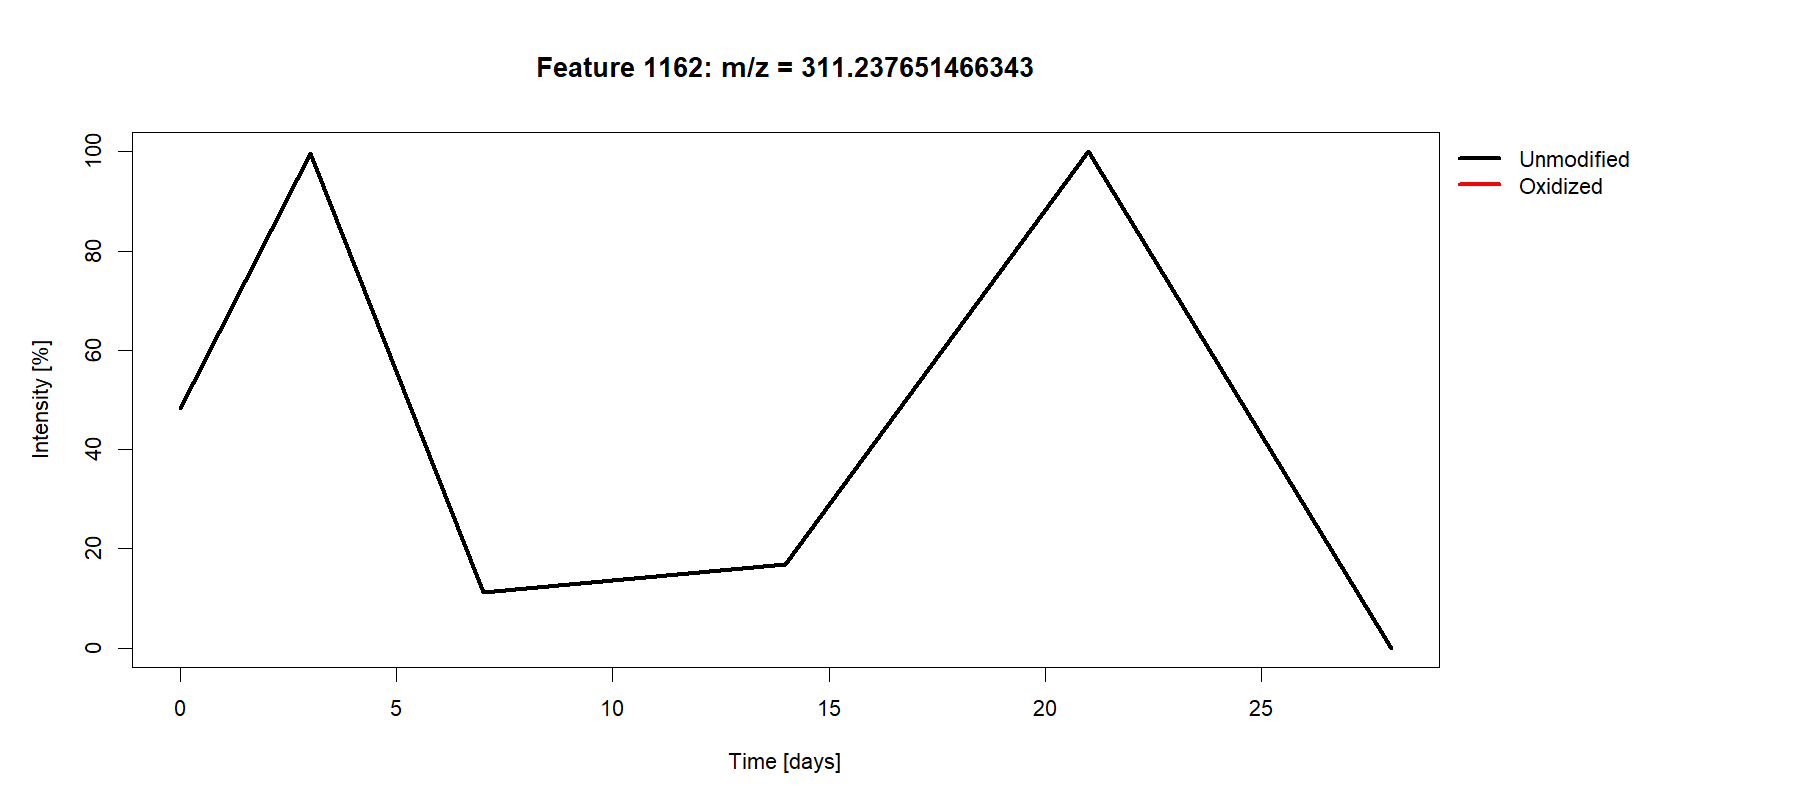 Feature 1162: m/z = 311.237651466343
Unmodified
Oxidized
Intensity [%]
100
80
60
40
20
0
0 5 10 15 20 25
Time [days]